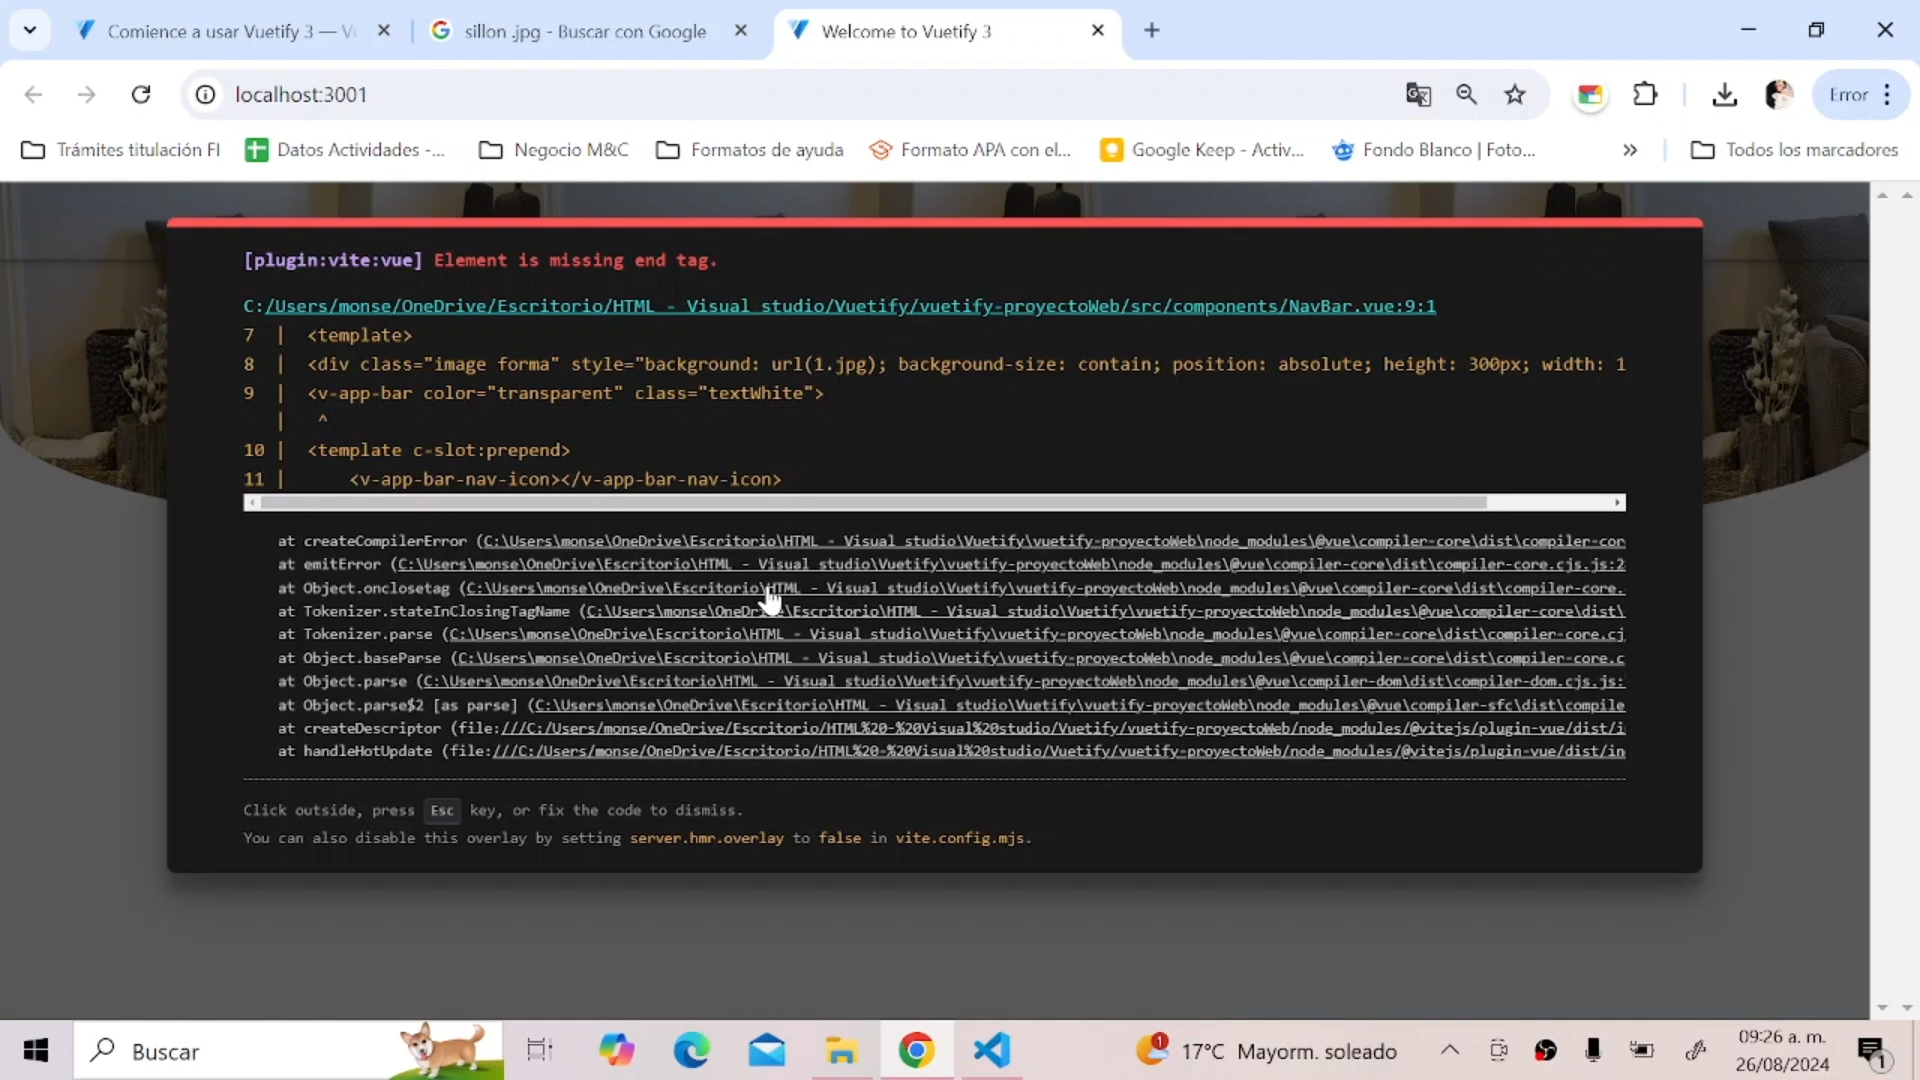 Comience a usar Vuetify 3 — V
sillon .jpg - Buscar con Google
Welcome to Vuetify 3
localhost:3001
Error
Trámites titulación FI
Datos Actividades -...
Negocio M&C
Formatos de ayuda
Formato APA con el...
Google Keep - Activ...
Fondo Blanco | Foto...
»
Todos los marcadores
[plugin:vite:vue] Element is missing end tag.
C:/Users/monse/OneDrive/Escritorio/HTML - Visual studio/Vuetify/vuetify-proyectoWeb/src/components/NavBar.vue:9:1
7 | <template>
8 | <div class="image forma" style="background: url(1.jpg); background-size: contain; position: absolute; height: 300px; width: 1
9 | <v-app-bar color="transparent" class="textWhite">
| ^
10 | <template c-slot:prepend>
11 | <v-app-bar-nav-icon></v-app-bar-nav-icon>
at createCompilerError (C:\Users\monse\OneDrive\Escritorio\HTML - Visual studio\Vuetify\vuetify-proyectoWeb\node_modules\@vue\compiler-core\dist\compiler-cor
at emitError (C:\Users\monse\OneDrive\Escritorio\HTML - Visual studio\Vuetify\vuetify-proyectoWeb\node_modules\@vue\compiler-core\dist\compiler-core.cjs.js:2
at Object.onclosetag (C:\Users\monse\OneDrive\Escritorio\HTML - Visual studio\Vuetify\vuetify-proyectoWeb\node_modules\@vue\compiler-core\dist\compiler-core.
at Tokenizer.stateInClosingTagName (C:\Users\monse\OneDrive\Escritorio\HTML - Visual studio\Vuetify\vuetify-proyectoWeb\node_modules\@vue\compiler-core\dist\
at Tokenizer.parse (C:\Users\monse\OneDrive\Escritorio\HTML - Visual studio\Vuetify\vuetify-proyectoWeb\node_modules\@vue\compiler-core\dist\compiler-core.cj
at Object.baseParse (C:\Users\monse\OneDrive\Escritorio\HTML - Visual studio\Vuetify\vuetify-proyectoWeb\node_modules\@vue\compiler-core\dist\compiler-core.c
at Object.parse (C:\Users\monse\OneDrive\Escritorio\HTML - Visual studio\Vuetify\vuetify-proyectoWeb\node_modules\@vue\compiler-dom\dist\compiler-dom.cjs.js:
at Object.parse$2 [as parse] (C:\Users\monse\OneDrive\Escritorio\HTML - Visual studio\Vuetify\vuetify-proyectoWeb\node_modules\@vue\compiler-sfc\dist\compile
at createDescriptor (file:///C:/Users/monse/OneDrive/Escritorio/HTML%20-%20Visual%20studio/Vuetify/vuetify-proyectoWeb/node_modules/@vitejs/plugin-vue/dist/i
at handleHotUpdate (file:///C:/Users/monse/OneDrive/Escritorio/HTML%20-%20Visual%20studio/Vuetify/vuetify-proyectoWeb/node_modules/@vitejs/plugin-vue/dist/in
Click outside, press Esc key, or fix the code to dismiss.
You can also disable this overlay by setting server.hmr.overlay to false in vite.config.mjs.
Buscar
1
17°C Mayorm. soleado
09:26 a. m.
26/08/2024
1